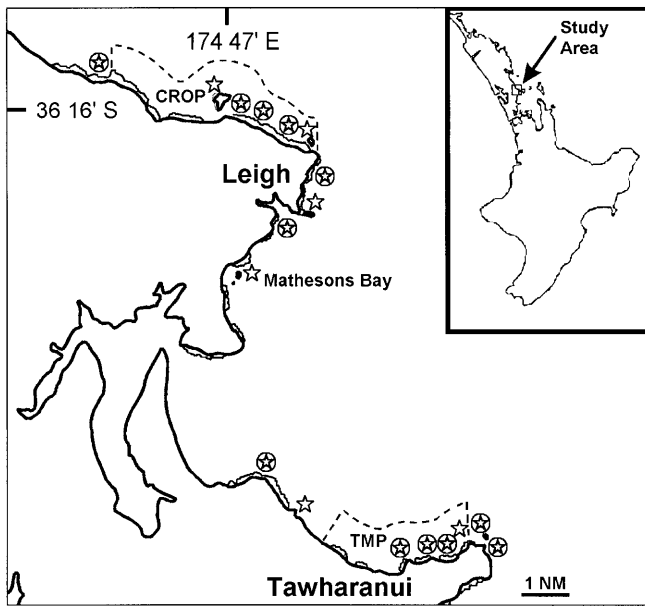 174 47' E
Study
Area
CROP
36 16' S
Leigh
Mathesons Bay
TMP
Tawharanui
1 NM